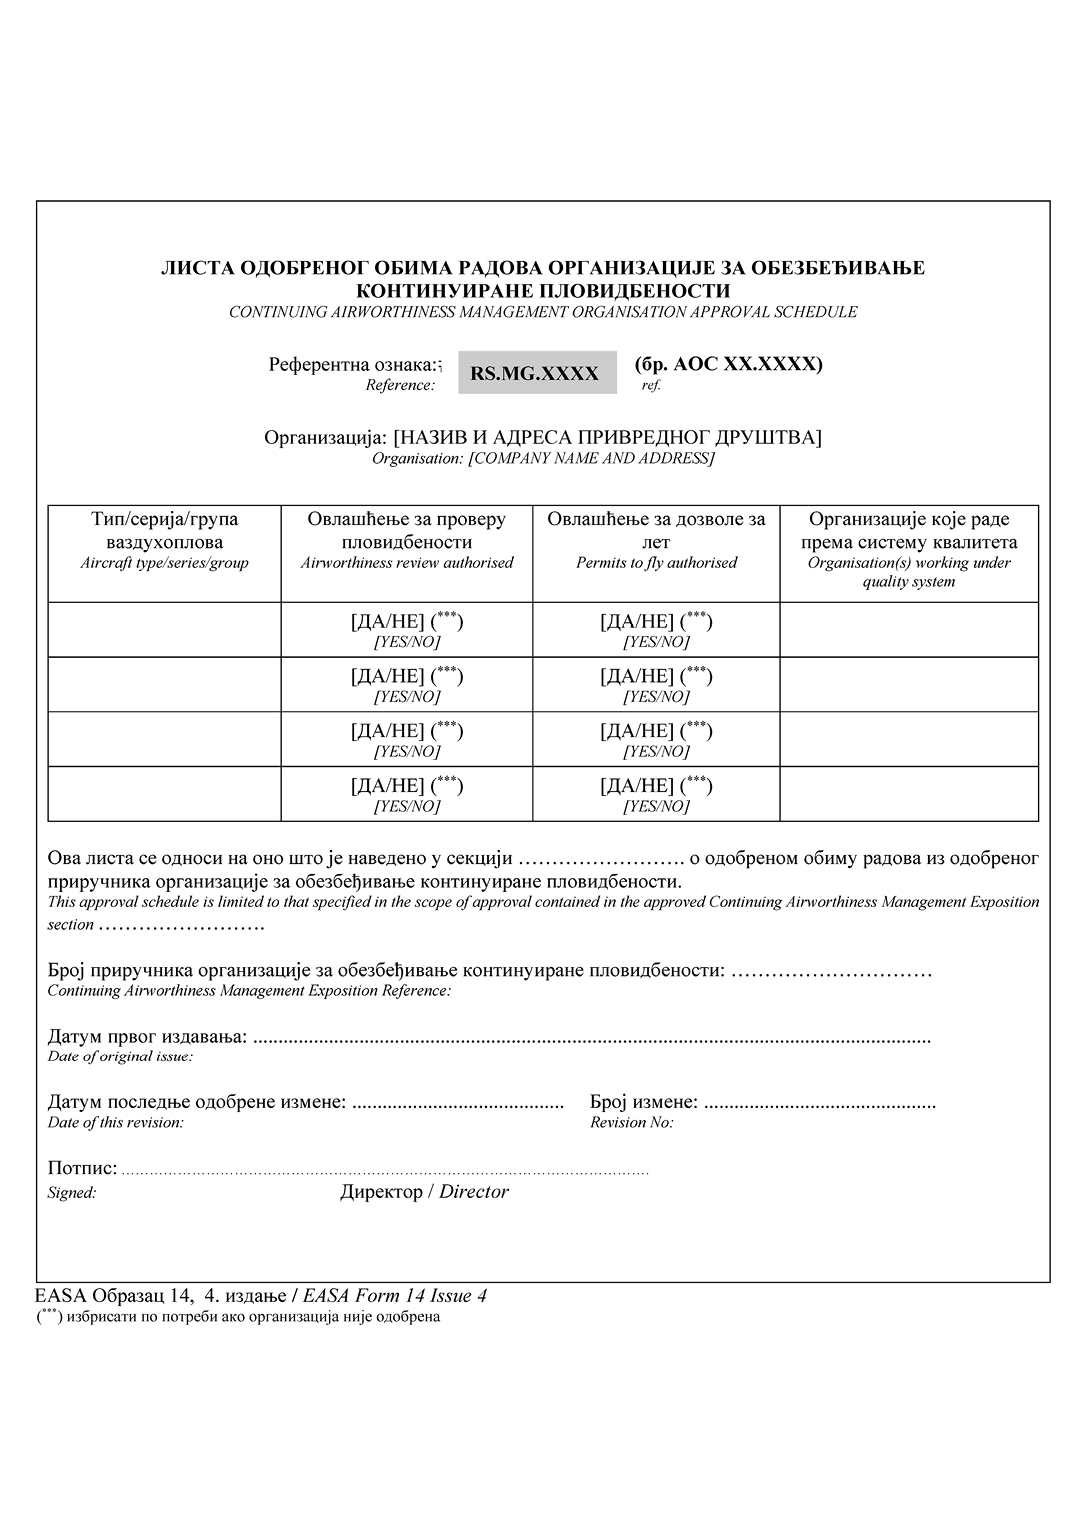 ЛИСТА ОДОБРЕНОГ ОБИМА РАДОВА ОРГАНИЗАЦИЈЕ ЗА ОБЕЗБЕЂИВАЊЕ
КОНТИНУИРАНЕ ПЛОВИДБЕНОСТИ
CONTINUING AIRWORTHINESS MANAGEMENT ORGANISATION APPROVAL SCHEDULE
Референтна ознака: RS.MG.XXXX (бр. АОС XX.XXXX)
Reference: ref.
Организација: [НАЗИВ И АДРЕСА ПРИВРЕДНОГ ДРУШТВА]
Organisation: [COMPANY NAME AND ADDRESS]
Тип/серија/група
ваздухоплова
Aircraft type/series/group
Овлашћење за проверу
пловидбености
Airworthiness review authorised
Овлашћење за дозволе за
лет
Permits to fly authorised
Организације које раде
према систему квалитета
Organisation(s) working under
quality system
[ДА/НЕ] (***) [ДА/НЕ] (***)
[YES/NO] [YES/NO]
[ДА/НЕ] (***) [ДА/НЕ] (***)
[YES/NO] [YES/NO]
[ДА/НЕ] (***) [ДА/НЕ] (***)
[YES/NO] [YES/NO]
[ДА/НЕ] (***) [ДА/НЕ] (***)
[YES/NO] [YES/NO]
Ова листа се односи на оно што је наведено у секцији ……………………. о одобреном обиму радова из одобреног
приручника организације за обезбеђивање континуиране пловидбености.
This approval schedule is limited to that specified in the scope of approval contained in the approved Continuing Airworthiness Management Exposition
section …………………….
Број приручника организације за обезбеђивање континуиране пловидбености: …………………………
Continuing Airworthiness Management Exposition Reference:
Датум првог издавања: .......................................................................................................................................
Date of original issue:
Датум последње одобрене измене: .......................................... Број измене: ..............................................
Date of this revision: Revision No:
Потпис: ……………………………………………………………………………………………….
Signed: Директор / Director
EASA Образац 14, 4. издање / EASA Form 14 Issue 4
(***) избрисати по потреби ако организација није одобрена